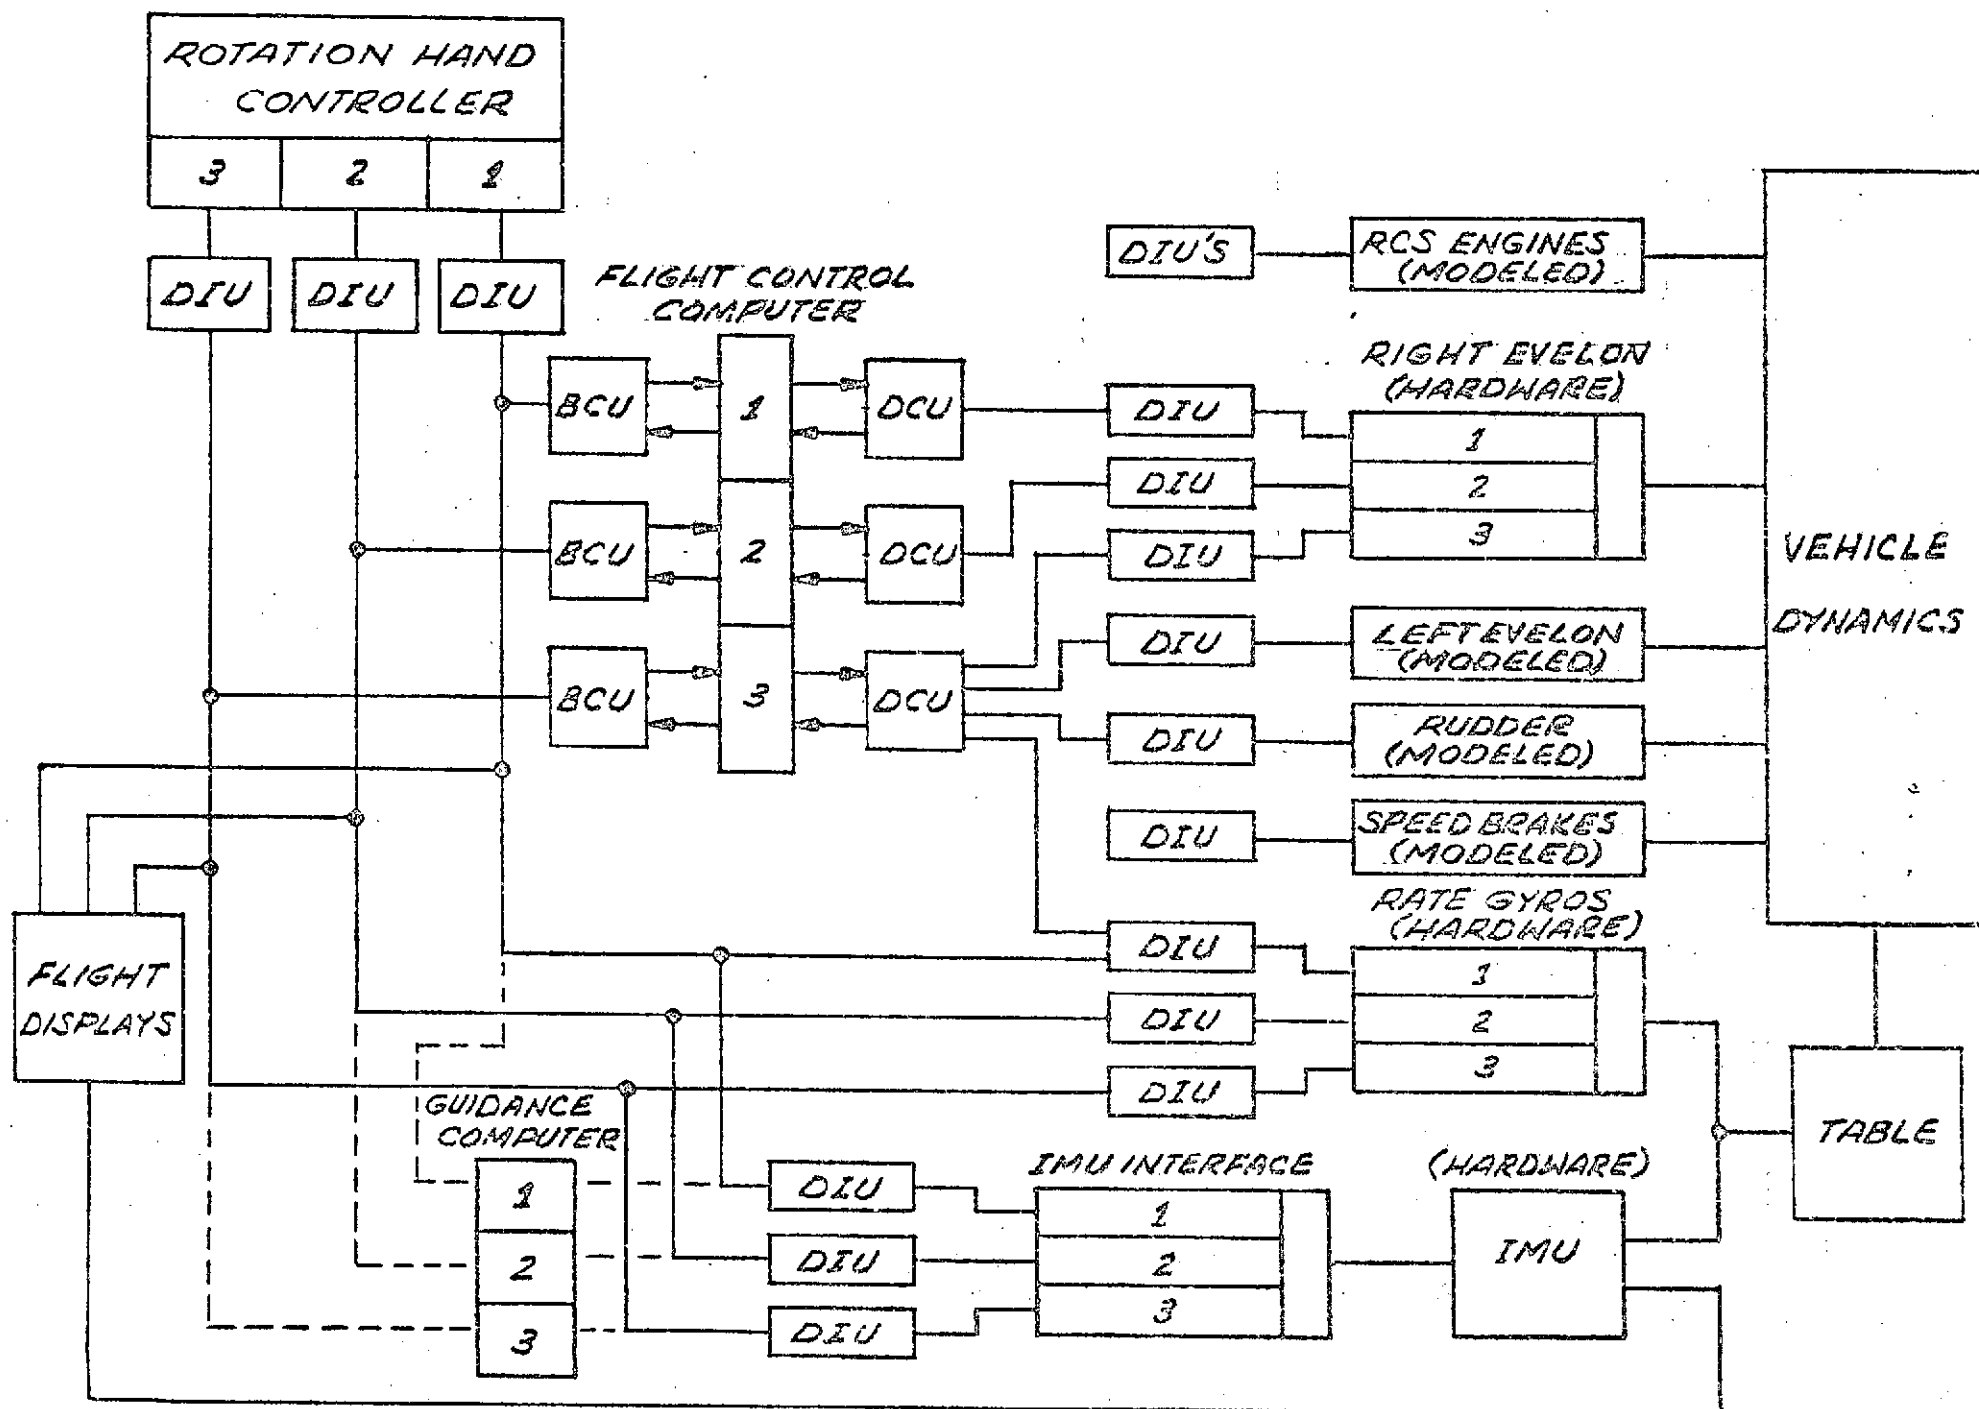 ROTATION HAND
CONTROLLER
3 2 1
DIU DIU DIU
FLIGHT CONTROL
COMPUTER
BCU 1 DCU
BCU 2 DCU
BCU 3 DCU
DIU'S
RCS ENGINES
(MODELED)
RIGHT EVELON
(HARDWARE)
DIU 1
DIU 2
DIU 3
DIU
LEFT EVELON
(MODELED)
DIU
RUDDER
(MODELED)
DIU
SPEED BRAKES
(MODELED)
VEHICLE
DYNAMICS
RATE GYROS
(HARDWARE)
DIU 1
DIU 2
DIU 3
FLIGHT
DISPLAYS
GUIDANCE
COMPUTER
1
2
3
DIU
DIU
DIU
IMU INTERFACE
1
2
3
(HARDWARE)
IMU
TABLE